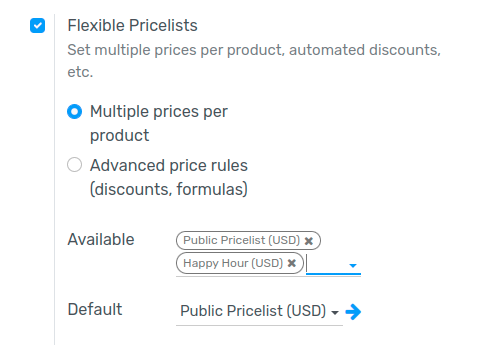 Flexible Pricelists
Set multiple prices per product, automated discounts,
etc.
Multiple prices per
product
Advanced price rules
(discounts, formulas)
Available
Public Pricelist (USD)
Happy Hour (USD)
Default
Public Pricelist (USD)